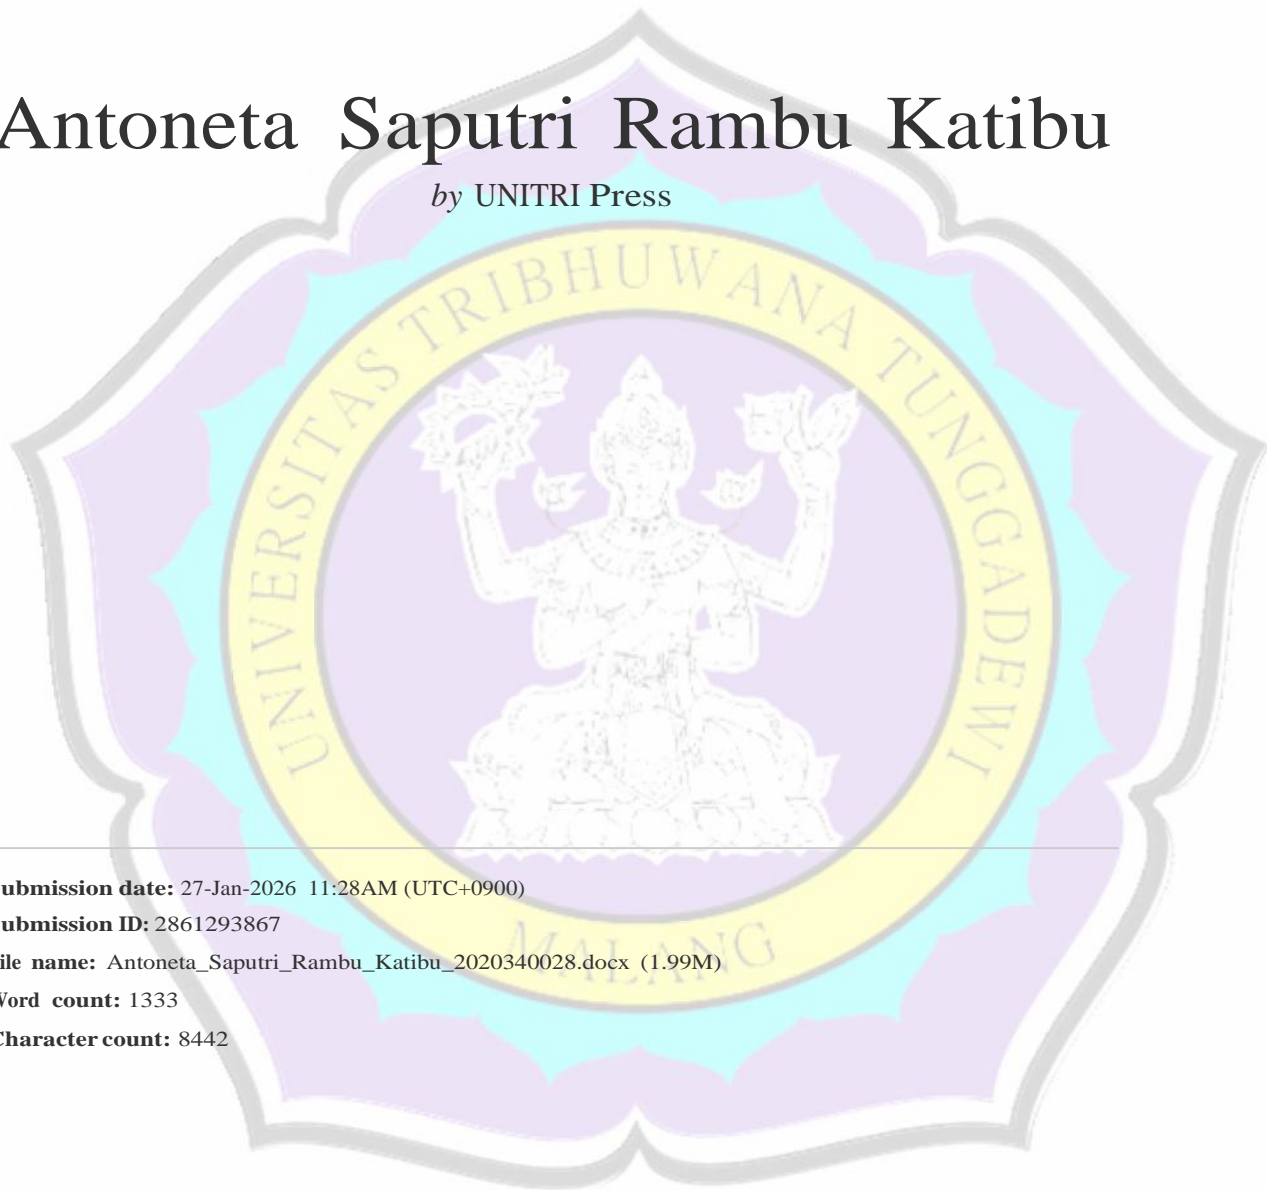 Antoneta Saputri Rambu Katibu
by UNITRI Press
UNIVERSITAS TRIBHUWANA TUNGGADEWI
ubmission date: 27-Jan-2026 11:28AM (UTC+0900)
ubmission ID: 2861293867
ile name: Antoneta_Saputri_Rambu_Katibu_2020340028.docx (1.99M)
MALANG
Word count: 1333
Character count: 8442